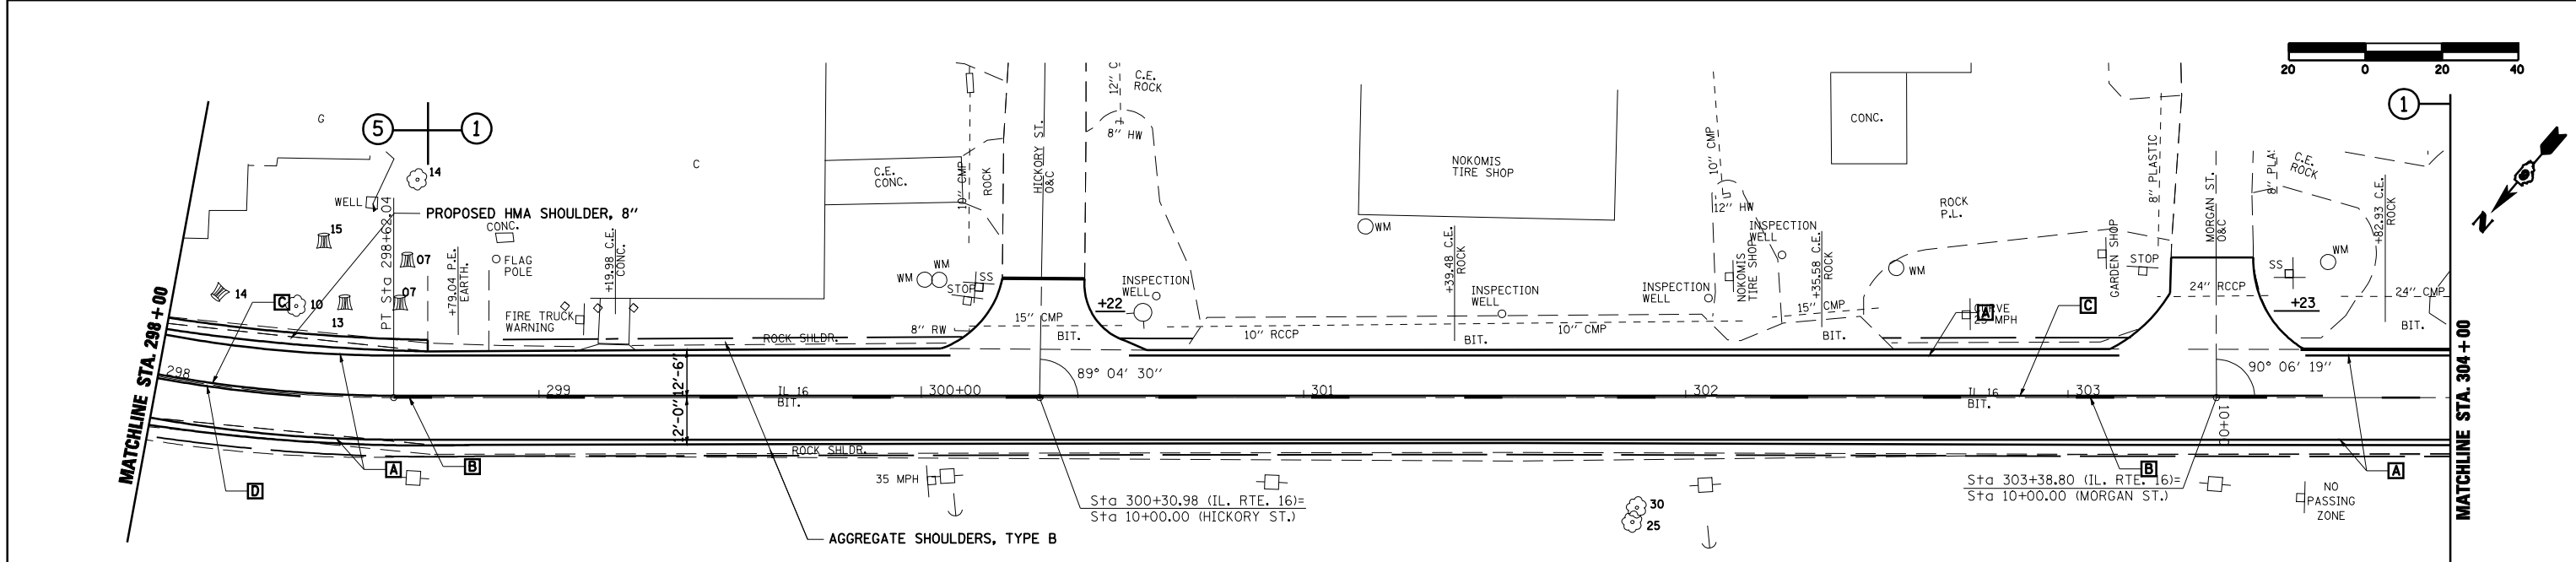 20 0 20 40
G
5
1
1
14
WELL
PROPOSED HMA SHOULDER, 8"
CONC.
15
07
FLAG
POLE
PT Sta 298+62.04
+79.04 P.E.
EARTH.
14
C
10
13
07
FIRE TRUCK
WARNING
+19.98 C.E.
CONC.
C
C.E.
CONC.
10" CMP
ROCK
HICKORY ST.
O&C
12" C
C.E.
ROCK
8" HW
WM
WM
SS
STOP
INSPECTION
WELL
+22
8" RW
15" CMP
BIT.
ROCK SHLDR.
NOKOMIS
TIRE SHOP
WM
+39.48 C.E.
ROCK
INSPECTION
WELL
10" RCCP
BIT.
10" CMP
INSPECTION
WELL
10" CMP
12" HW
NOKOMIS
TIRE SHOP
INSPECTION
WELL
+35.58 C.E.
ROCK
15" CMP
BIT.
CONC.
ROCK
P.L.
WM
A
CURVE
25 MPH
C
GARDEN SHOP
STOP
8" PLASTIC
MORGAN ST.
O&C
8" PLAS
C.E.
ROCK
+82.93 C.E.
ROCK
WM
SS
24" RCCP
+23
24" CMP
BIT.
N
MATCHLINE STA. 298+00
298
299
12'-6"
12'-0"
IL 16
BIT.
300+00
89° 04' 30"
301
302
IL 16
BIT.
303
90° 06' 19"
10+00
MATCHLINE STA. 304+00
D
A
B
ROCK SHLDR.
35 MPH
Sta 300+30.98 (IL. RTE. 16)=
Sta 10+00.00 (HICKORY ST.)
AGGREGATE SHOULDERS, TYPE B
30
25
Sta 303+38.80 (IL. RTE. 16)=
Sta 10+00.00 (MORGAN ST.)
B
NO
PASSING
ZONE
A